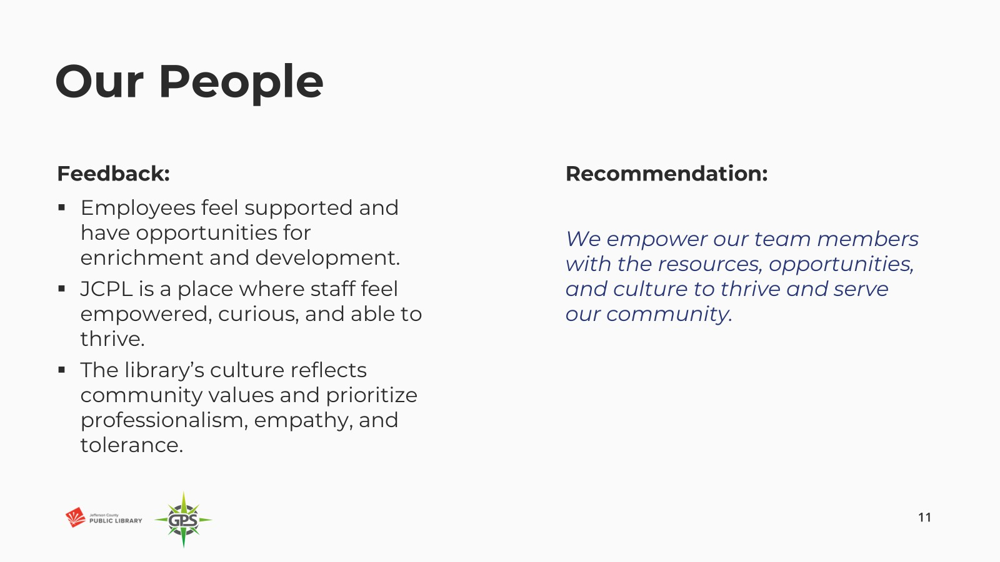 Our People
Feedback:
▪ Employees feel supported and
have opportunities for
enrichment and development.
▪ JCPL is a place where staff feel
empowered, curious, and able to
thrive.
▪ The library’s culture reflects
community values and prioritize
professionalism, empathy, and
tolerance.
Recommendation:
We empower our team members
with the resources, opportunities,
and culture to thrive and serve
our community.
Jefferson County
PUBLIC LIBRARY
GPS
11